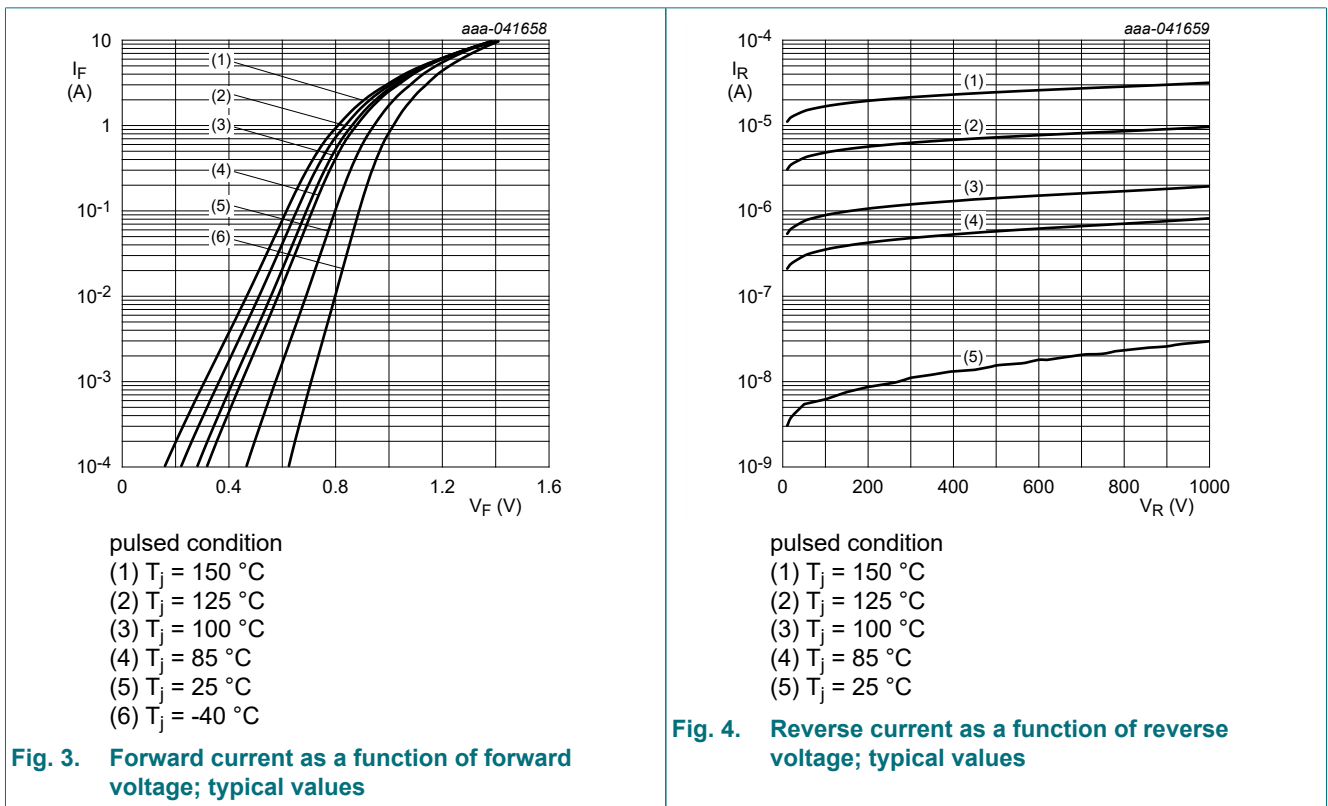 aaa-041658
10
1
10-1
10-2
10-3
10-4
IF
(A)
(1)
(2)
(3)
(4)
(5)
(6)
0
0.4
0.8
1.2
1.6
VF (V)
pulsed condition
(1) Tj = 150 °C
(2) Tj = 125 °C
(3) Tj = 100 °C
(4) Tj = 85 °C
(5) Tj = 25 °C
(6) Tj = -40 °C
Fig. 3. Forward current as a function of forward
voltage; typical values
aaa-041659
10-4
10-5
10-6
10-7
10-8
10-9
IR
(A)
(1)
(2)
(3)
(4)
(5)
0
200
400
600
800
1000
VR (V)
pulsed condition
(1) Tj = 150 °C
(2) Tj = 125 °C
(3) Tj = 100 °C
(4) Tj = 85 °C
(5) Tj = 25 °C
Fig. 4. Reverse current as a function of reverse
voltage; typical values